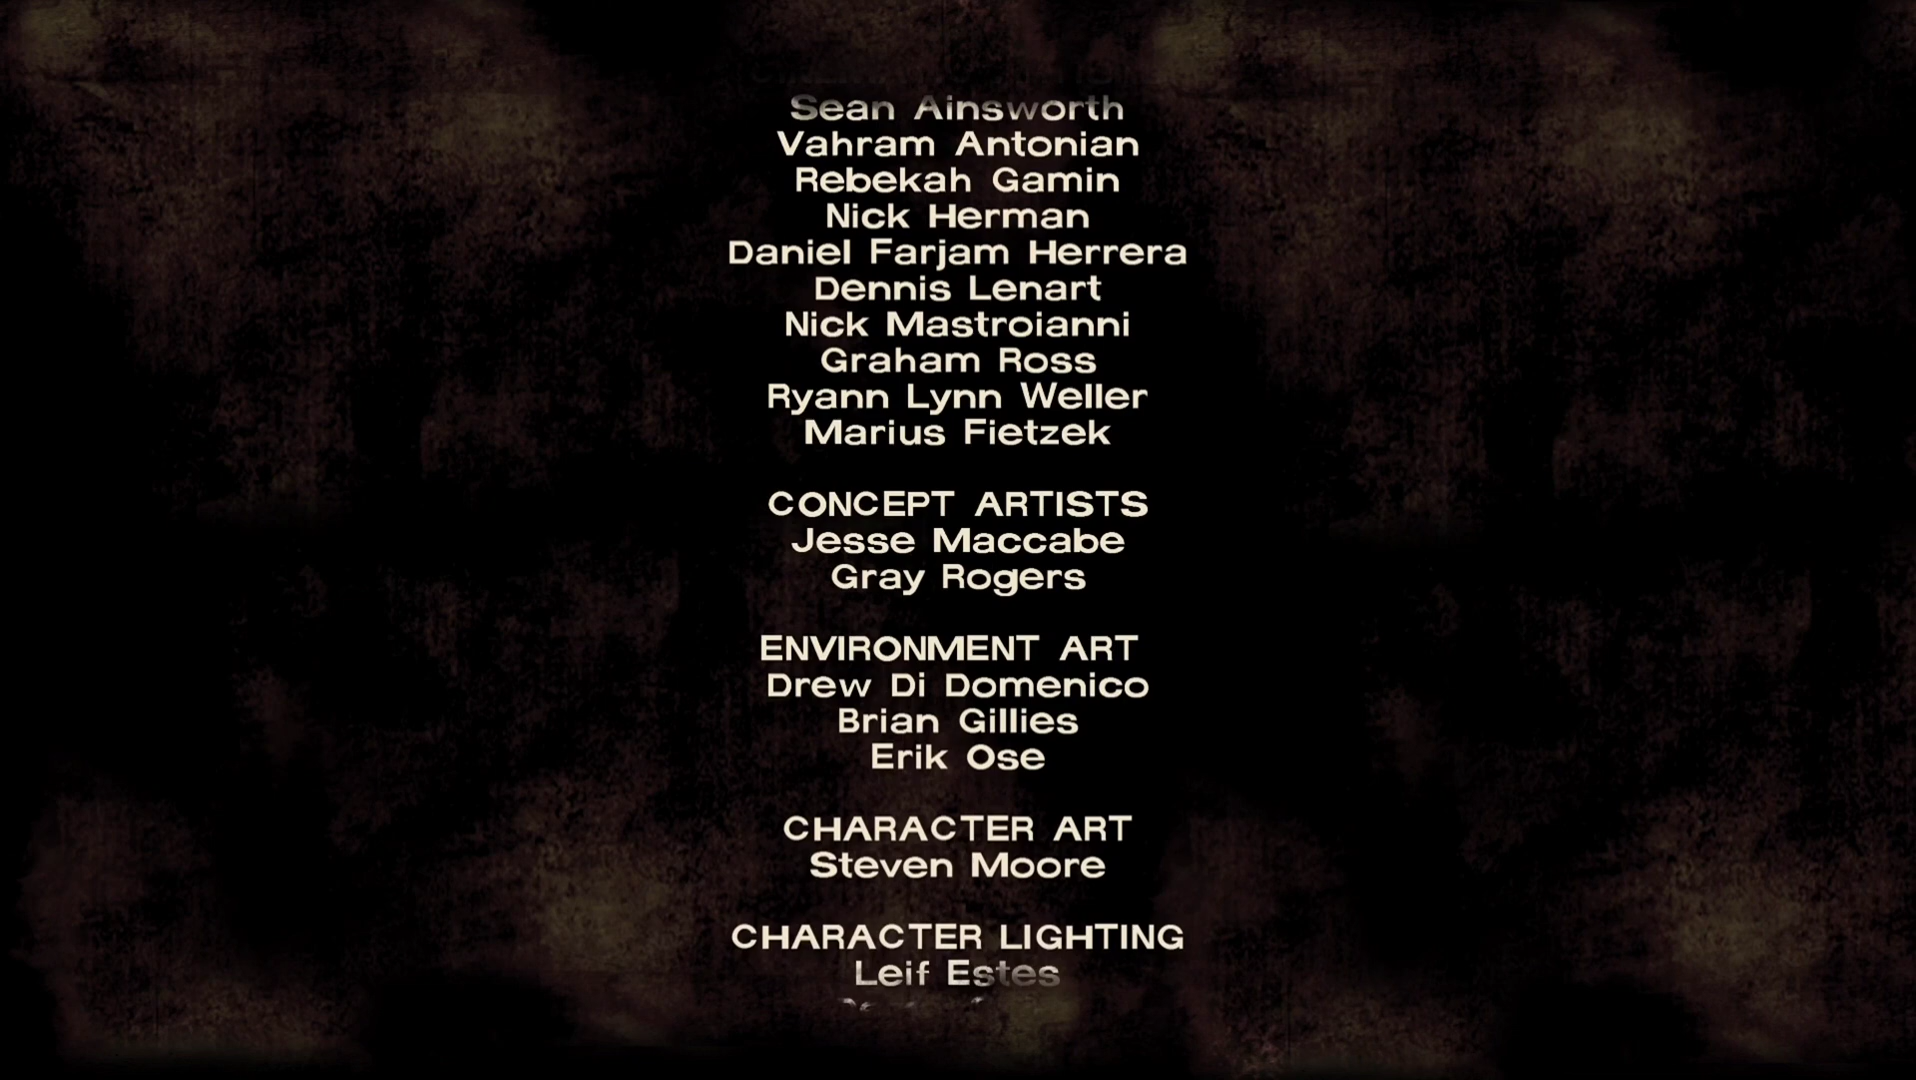 Sean Ainsworth
Vahram Antonian
Rebekah Gamin
Nick Herman
Daniel Farjam Herrera
Dennis Lenart
Nick Mastroianni
Graham Ross
Ryann Lynn Weller
Marius Fietzek
CONCEPT ARTISTS
Jesse Maccabe
Gray Rogers
ENVIRONMENT ART
Drew Di Domenico
Brian Gillies
Erik Ose
CHARACTER ART
Steven Moore
CHARACTER LIGHTING
Leif Estes